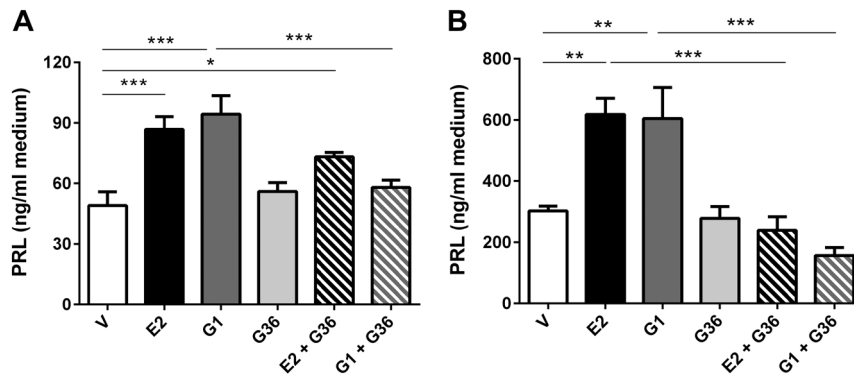 A
PRL (ng/ml medium)
120
90
60
30
0
***
***
*
***
V
E2
G1
G36
E2 + G36
G1 + G36
B
PRL (ng/ml medium)
800
600
400
200
0
**
***
**
***
V
E2
G1
G36
E2 + G36
G1 + G36